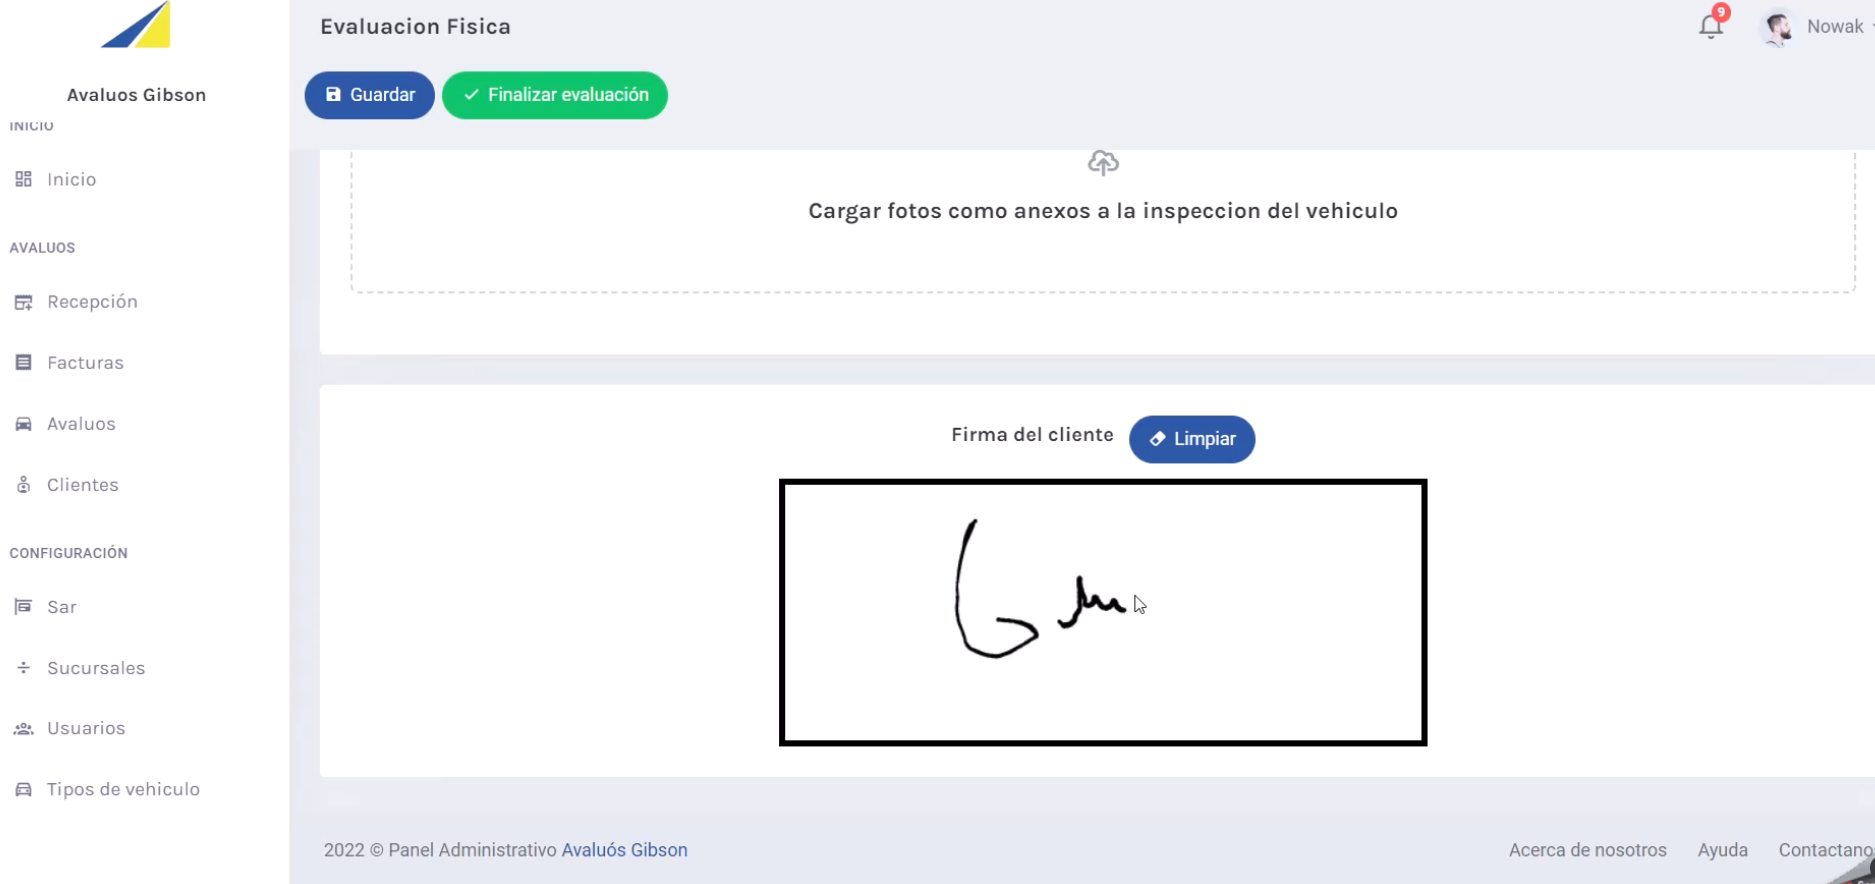 Evaluacion Fisica
9
Nowak
Guardar
Finalizar evaluación
Avaluos Gibson
INICIO
Inicio
AVALUOS
Recepción
Facturas
Avaluos
Clientes
CONFIGURACIÓN
Sar
Sucursales
Usuarios
Tipos de vehiculo
Cargar fotos como anexos a la inspeccion del vehiculo
Firma del cliente
Limpiar
2022 © Panel Administrativo Avaluós Gibson
Acerca de nosotros
Ayuda
Contactano